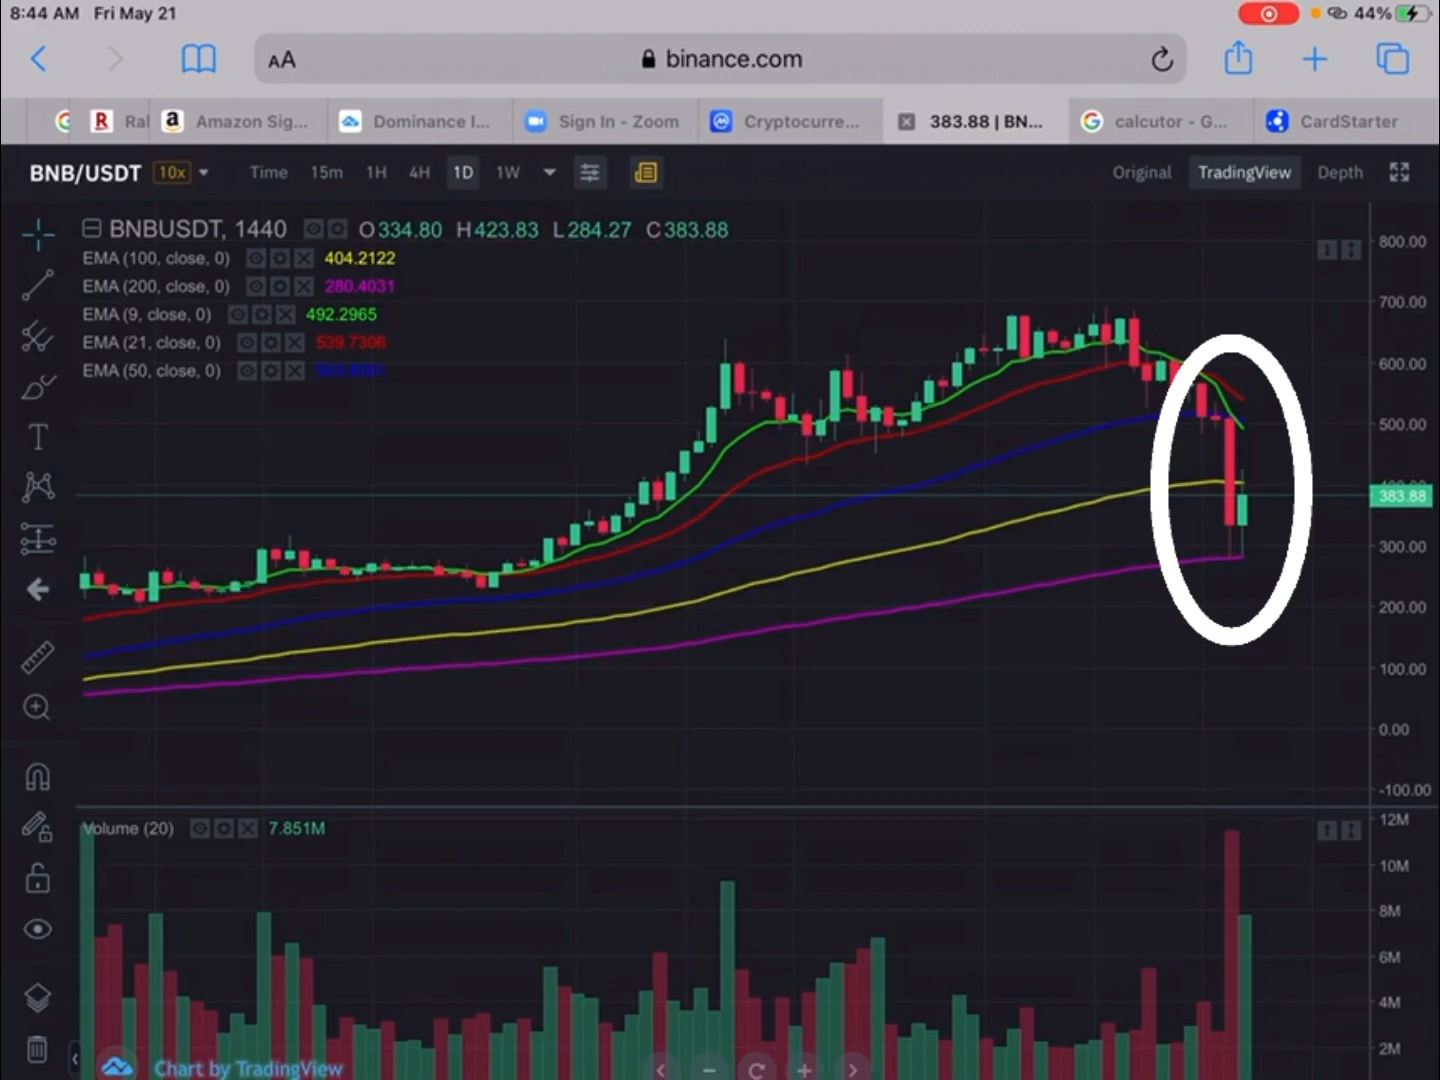 8:44 AM Fri May 21 44%
AA binance.com
Ral Amazon Sig... Dominance I... Sign In - Zoom Cryptocurre... 383.88 | BN... calcutor - G... CardStarter
BNB/USDT 10x Time 15m 1H 4H 1D 1W Original TradingView Depth
BNBUSDT, 1440 O334.80 H423.83 L284.27 C383.88
EMA (100, close, 0) 404.2122
EMA (200, close, 0) 280.4031
EMA (9, close, 0) 492.2965
EMA (21, close, 0) 539.7306
EMA (50, close, 0)
800.00
700.00
600.00
500.00
383.88
300.00
200.00
100.00
0.00
-100.00
Volume (20) 7.851M
12M
10M
8M
6M
4M
2M
Chart by TradingView